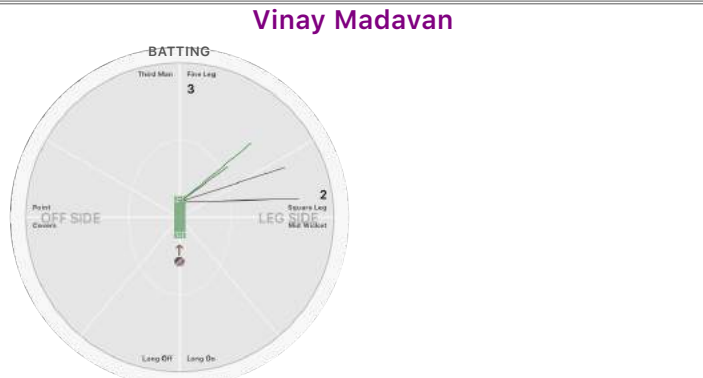 Vinay Madavan
BATTING
Third Man Fine Leg
3
2
Point Square Leg
OFF SIDE LEG SIDE
Covers Mid Wicket
Long Off Long On